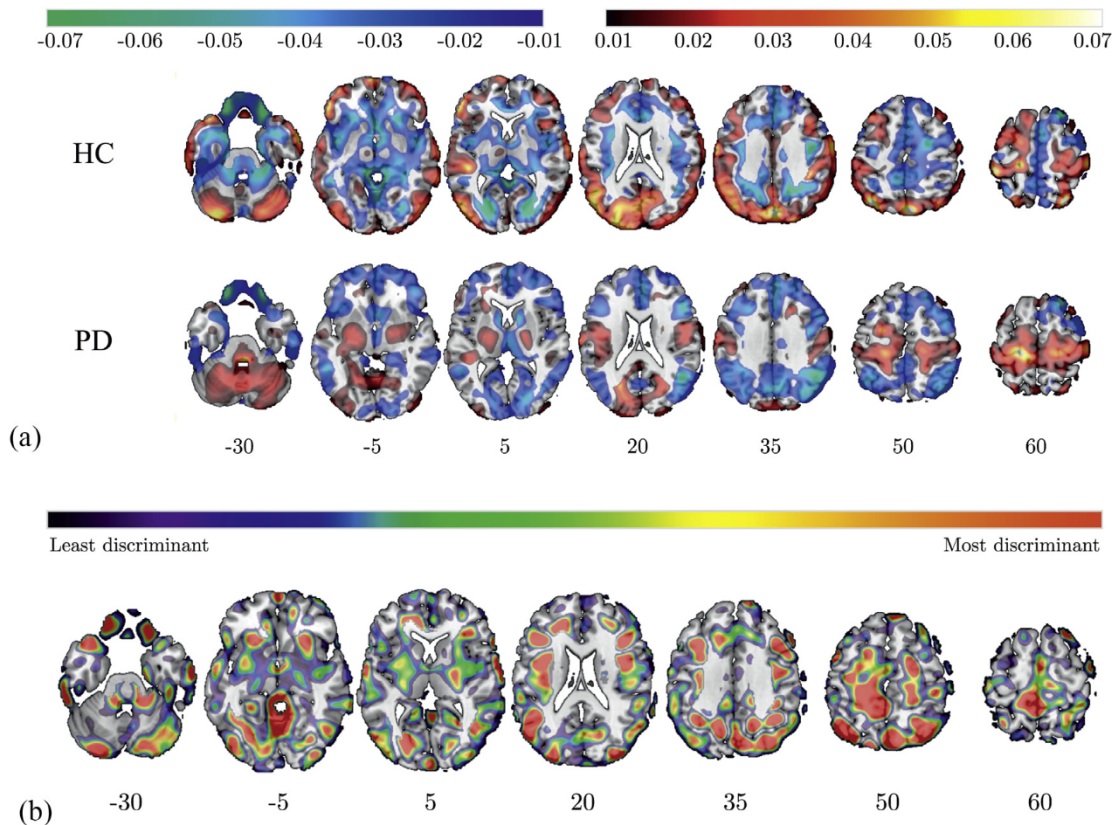 -0.07 -0.06 -0.05 -0.04 -0.03 -0.02 -0.01 0.01 0.02 0.03 0.04 0.05 0.06 0.07
HC
PD
(a) -30 -5 5 20 35 50 60
Least discriminant Most discriminant
(b) -30 -5 5 20 35 50 60